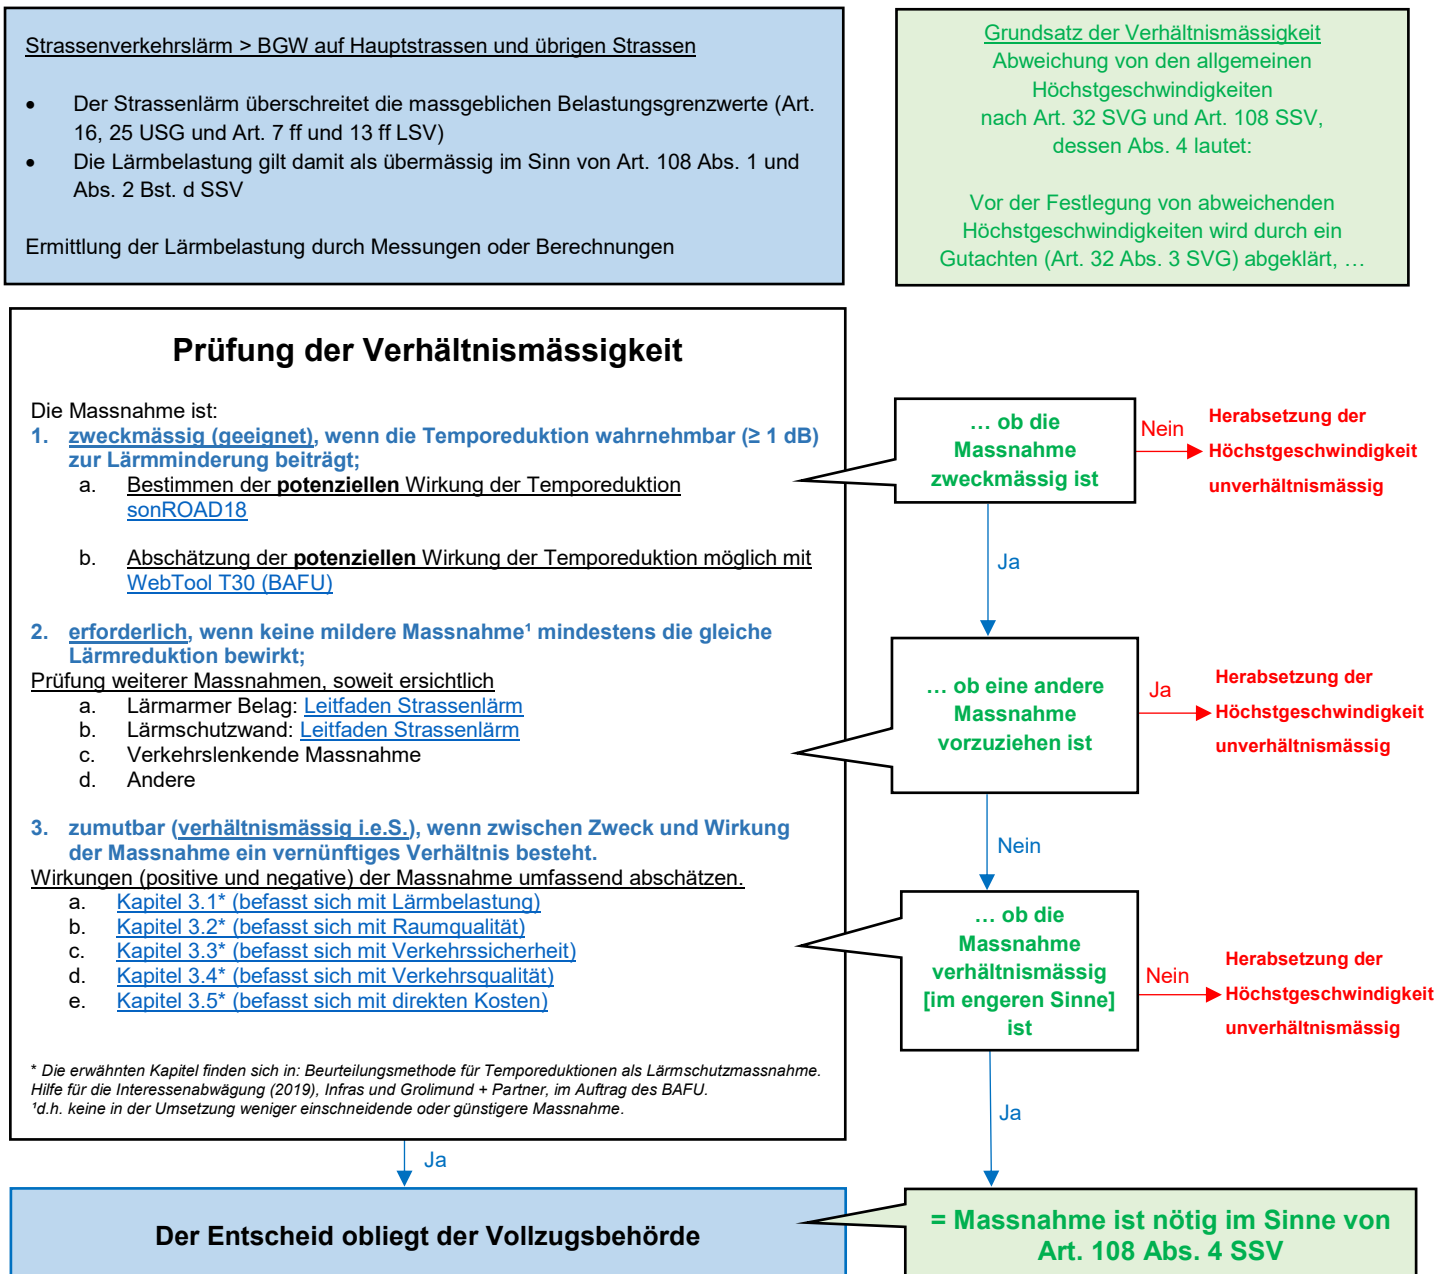 Strassenverkehrslärm > BGW auf Hauptstrassen und übrigen Strassen
• Der Strassenlärm überschreitet die massgeblichen Belastungsgrenzwerte (Art.
16, 25 USG und Art. 7 ff und 13 ff LSV)
• Die Lärmbelastung gilt damit als übermässig im Sinn von Art. 108 Abs. 1 und
Abs. 2 Bst. d SSV
Ermittlung der Lärmbelastung durch Messungen oder Berechnungen
Grundsatz der Verhältnismässigkeit
Abweichung von den allgemeinen
Höchstgeschwindigkeiten
nach Art. 32 SVG und Art. 108 SSV,
dessen Abs. 4 lautet:
Vor der Festlegung von abweichenden
Höchstgeschwindigkeiten wird durch ein
Gutachten (Art. 32 Abs. 3 SVG) abgeklärt, …
Prüfung der Verhältnismässigkeit
Die Massnahme ist:
1. zweckmässig (geeignet), wenn die Temporeduktion wahrnehmbar (≥ 1 dB)
zur Lärmminderung beiträgt;
a. Bestimmen der potenziellen Wirkung der Temporeduktion
sonROAD18
b. Abschätzung der potenziellen Wirkung der Temporeduktion möglich mit
WebTool T30 (BAFU)
2. erforderlich, wenn keine mildere Massnahme¹ mindestens die gleiche
Lärmreduktion bewirkt;
Prüfung weiterer Massnahmen, soweit ersichtlich
a. Lärmarmer Belag: Leitfaden Strassenlärm
b. Lärmschutzwand: Leitfaden Strassenlärm
c. Verkehrslenkende Massnahme
d. Andere
3. zumutbar (verhältnismässig i.e.S.), wenn zwischen Zweck und Wirkung
der Massnahme ein vernünftiges Verhältnis besteht.
Wirkungen (positive und negative) der Massnahme umfassend abschätzen.
a. Kapitel 3.1* (befasst sich mit Lärmbelastung)
b. Kapitel 3.2* (befasst sich mit Raumqualität)
c. Kapitel 3.3* (befasst sich mit Verkehrssicherheit)
d. Kapitel 3.4* (befasst sich mit Verkehrsqualität)
e. Kapitel 3.5* (befasst sich mit direkten Kosten)
* Die erwähnten Kapitel finden sich in: Beurteilungsmethode für Temporeduktionen als Lärmschutzmassnahme.
Hilfe für die Interessenabwägung (2019), Infras und Grolimund + Partner, im Auftrag des BAFU.
¹d.h. keine in der Umsetzung weniger einschneidende oder günstigere Massnahme.
… ob die
Massnahme
zweckmässig ist
Nein
Herabsetzung der
Höchstgeschwindigkeit
unverhältnismässig
Ja
… ob eine andere
Massnahme
vorzuziehen ist
Ja
Herabsetzung der
Höchstgeschwindigkeit
unverhältnismässig
Nein
… ob die
Massnahme
verhältnismässig
[im engeren Sinne]
ist
Nein
Herabsetzung der
Höchstgeschwindigkeit
unverhältnismässig
Ja
Ja
Der Entscheid obliegt der Vollzugsbehörde
= Massnahme ist nötig im Sinne von
Art. 108 Abs. 4 SSV